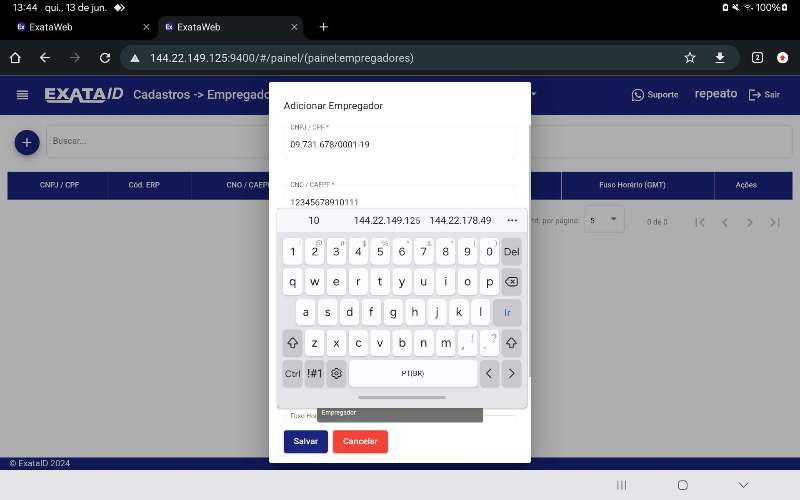 13:44 qui., 13 de jun.
100%
ExataWeb
ExataWeb
144.22.149.125:9400/#/painel/(painel:empregadores)
2
EXATAID
Cadastros -> Empregado
Suporte
repeato
Sair
Buscar...
CNPJ / CPF
Cód. ERP
CNO / CAEPF
Fuso Horário (GMT)
Ações
por página:
5
0 de 0
Adicionar Empregador
CNPJ / CPF *
09.731.678/0001-19
CNO / CAEPF *
12345678910111
10 144.22.149.125 144.22.178.49 ...
1 2 3 4 5 6 7 8 9 0 Del
q w e r t y u i o p
a s d f g h j k l Ir
z x c v b n m , ! . ?
Ctrl !#1 PT(BR) < >
Fuso Ho
Empregador
Salvar
Cancelar
© ExataID 2024